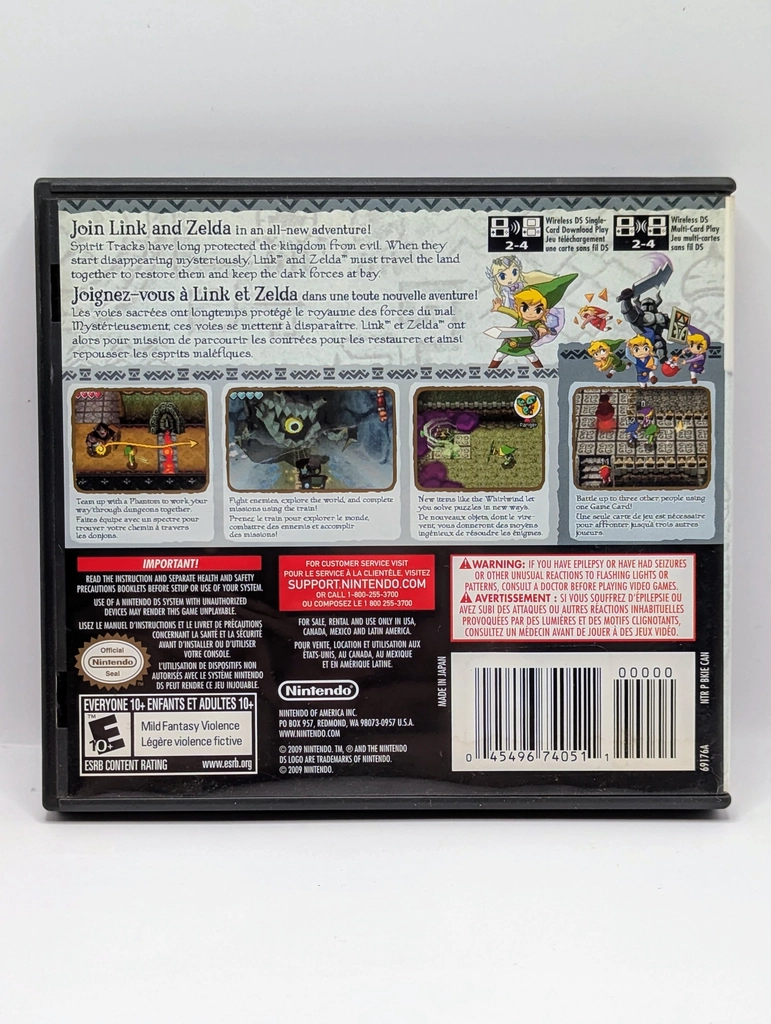 Join Link and Zelda in an all-new adventure!
Spirit Tracks have long protected the kingdom from evil. When they
start disappearing mysteriously, Link™ and Zelda™ must travel the land
together to restore them and keep the dark forces at bay.
Joignez-vous à Link et Zelda dans une toute nouvelle aventure!
Les voies sacrées ont longtemps protégé le royaume des forces du mal.
Mystérieusement, ces voies se mettent à disparaître. Link™ et Zelda™ ont
alors pour mission de parcourir les contrées pour les restaurer et ainsi
repousser les esprits maléfiques.
2-4
Wireless DS Single-
Card Download Play
Jeu téléchargement
une carte sans fil DS
2-4
Wireless DS
Multi-Card Play
Jeu multi-cartes
sans fil DS
Team up with a Phantom to work your
way through dungeons together.
Faites équipe avec un spectre pour
trouver votre chemin à travers
les donjons.
Fight enemies, explore the world, and complete
missions using the train!
Prenez le train pour explorer le monde,
combattre des ennemis et accomplir
des missions!
New items like the Whirlwind let
you solve puzzles in new ways.
De nouveaux objets, dont le vire-
vent, vous donneront des moyens
ingénieux de résoudre les énigmes.
Battle up to three other people using
one Game Card!
Une seule carte de jeu est nécessaire
pour affronter jusqu'à trois autres
joueurs.
IMPORTANT!
READ THE INSTRUCTION AND SEPARATE HEALTH AND SAFETY
PRECAUTIONS BOOKLETS BEFORE SETUP OR USE OF YOUR SYSTEM.
USE OF A NINTENDO DS SYSTEM WITH UNAUTHORIZED
DEVICES MAY RENDER THIS GAME UNPLAYABLE.
LISEZ LE MANUEL D'INSTRUCTIONS ET LE LIVRET DE PRÉCAUTIONS
CONCERNANT LA SANTÉ ET LA SÉCURITÉ
AVANT D'INSTALLER OU D'UTILISER
VOTRE CONSOLE.
L'UTILISATION DE DISPOSITIFS NON
AUTORISÉS AVEC LE SYSTÈME NINTENDO
DS PEUT RENDRE CE JEU INJOUABLE.
Official
Nintendo
Seal
EVERYONE 10+ ENFANTS ET ADULTES 10+
E
10+
Mild Fantasy Violence
Légère violence fictive
ESRB CONTENT RATING www.esrb.org
FOR CUSTOMER SERVICE VISIT
POUR LE SERVICE À LA CLIENTÈLE, VISITEZ
SUPPORT.NINTENDO.COM
OR CALL 1-800-255-3700
OU COMPOSEZ LE 1 800 255-3700
FOR SALE, RENTAL AND USE ONLY IN USA,
CANADA, MEXICO AND LATIN AMERICA.
POUR VENTE, LOCATION ET UTILISATION AUX
ÉTATS-UNIS, AU CANADA, AU MEXIQUE
ET EN AMÉRIQUE LATINE.
Nintendo
NINTENDO OF AMERICA INC.
PO BOX 957, REDMOND, WA 98073-0957 U.S.A.
WWW.NINTENDO.COM
© 2009 NINTENDO. TM, ® AND THE NINTENDO
DS LOGO ARE TRADEMARKS OF NINTENDO.
© 2009 NINTENDO.
WARNING: IF YOU HAVE EPILEPSY OR HAVE HAD SEIZURES
OR OTHER UNUSUAL REACTIONS TO FLASHING LIGHTS OR
PATTERNS, CONSULT A DOCTOR BEFORE PLAYING VIDEO GAMES.
AVERTISSEMENT : SI VOUS SOUFFREZ D'ÉPILEPSIE OU
AVEZ SUBI DES ATTAQUES OU AUTRES RÉACTIONS INHABITUELLES
PROVOQUÉES PAR DES LUMIÈRES ET DES MOTIFS CLIGNOTANTS,
CONSULTEZ UN MÉDECIN AVANT DE JOUER À DES JEUX VIDÉO.
MADE IN JAPAN
0 45496 74051 1
00000
NTR P BKIE CAN
69176A